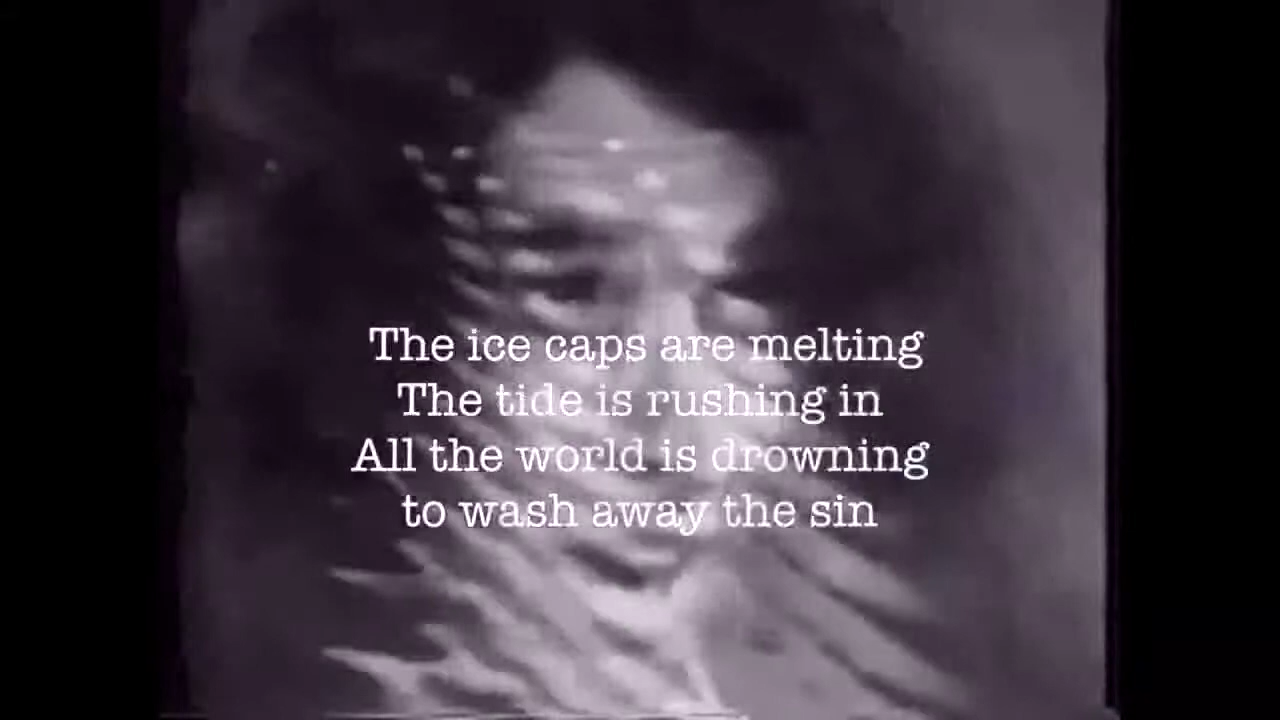 The ice caps are melting
The tide is rushing in
All the world is drowning
to wash away the sin